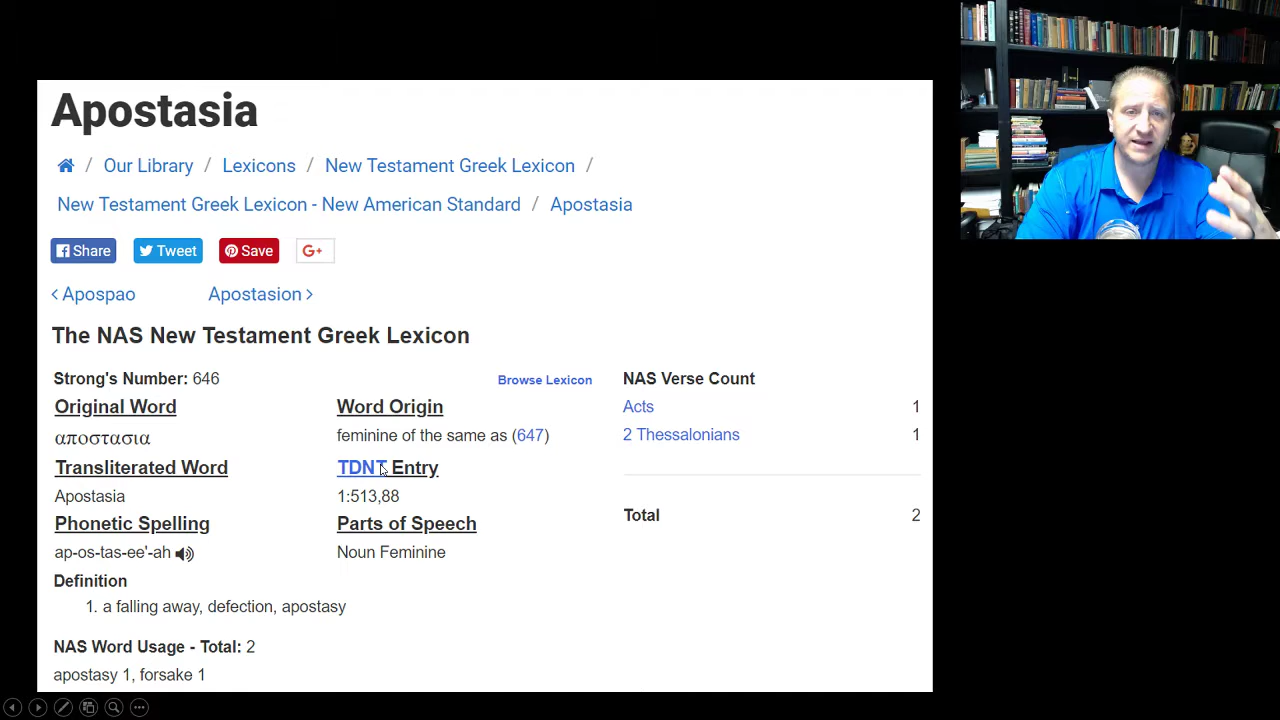 Apostasia
/ Our Library / Lexicons / New Testament Greek Lexicon /
New Testament Greek Lexicon - New American Standard / Apostasia
Share Tweet Save G+
< Apospao Apostasion >
The NAS New Testament Greek Lexicon
Strong's Number: 646 Browse Lexicon
Original Word Word Origin
αποστασια feminine of the same as (647)
Transliterated Word TDNT Entry
Apostasia 1:513,88
Phonetic Spelling Parts of Speech
ap-os-tas-ee'-ah Noun Feminine
Definition
1. a falling away, defection, apostasy
NAS Word Usage - Total: 2
apostasy 1, forsake 1
NAS Verse Count
Acts 1
2 Thessalonians 1
Total 2